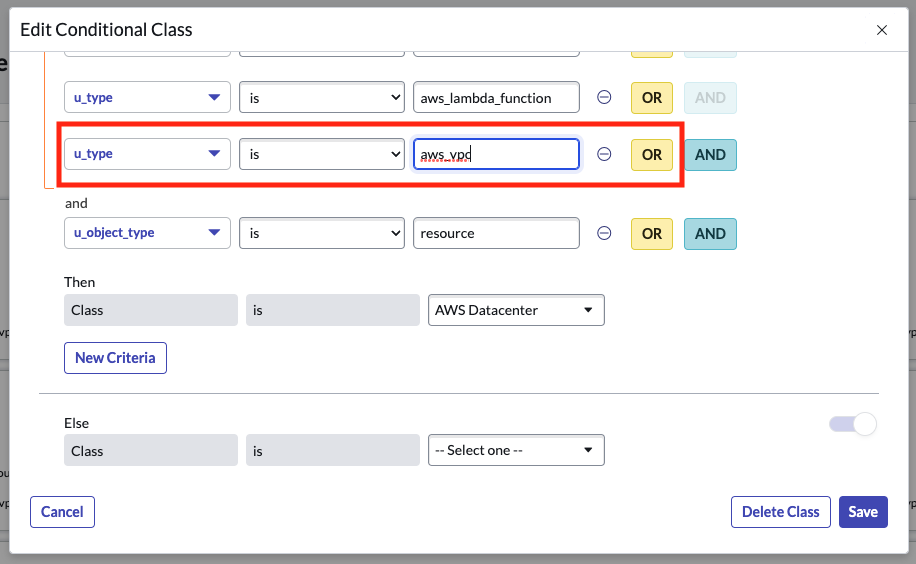 Edit Conditional Class
u_type is aws_lambda_function OR AND
u_type is aws_vpc OR AND
and
u_object_type is resource OR AND
Then
Class is AWS Datacenter
New Criteria
Else
Class is -- Select one --
Cancel Delete Class Save